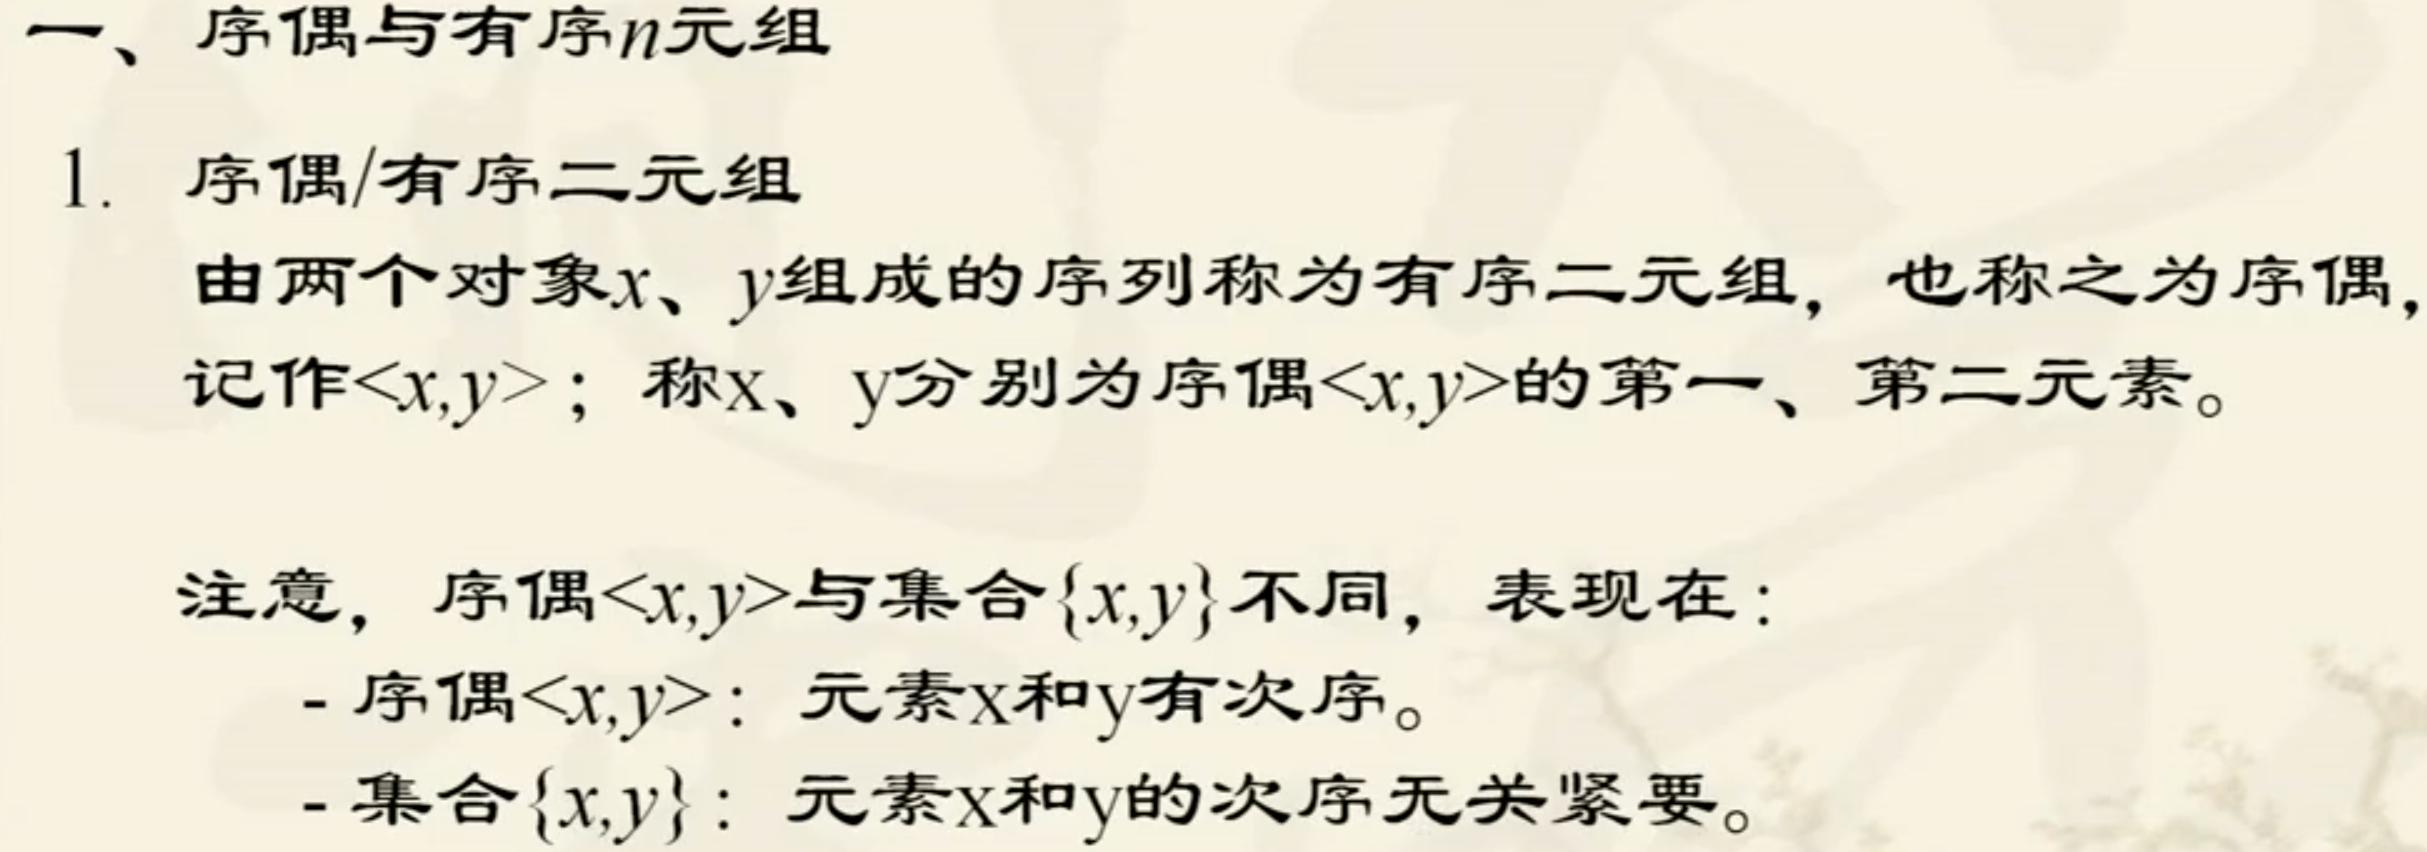 一、序偶与有序n元组
1. 序偶/有序二元组
由两个对象x、y组成的序列称为有序二元组，也称之为序偶，
记作<x,y>；称x、y分别为序偶<x,y>的第一、第二元素。
注意，序偶<x,y>与集合{x,y}不同，表现在：
- 序偶<x,y>：元素x和y有次序。
- 集合{x,y}：元素x和y的次序无关紧要。